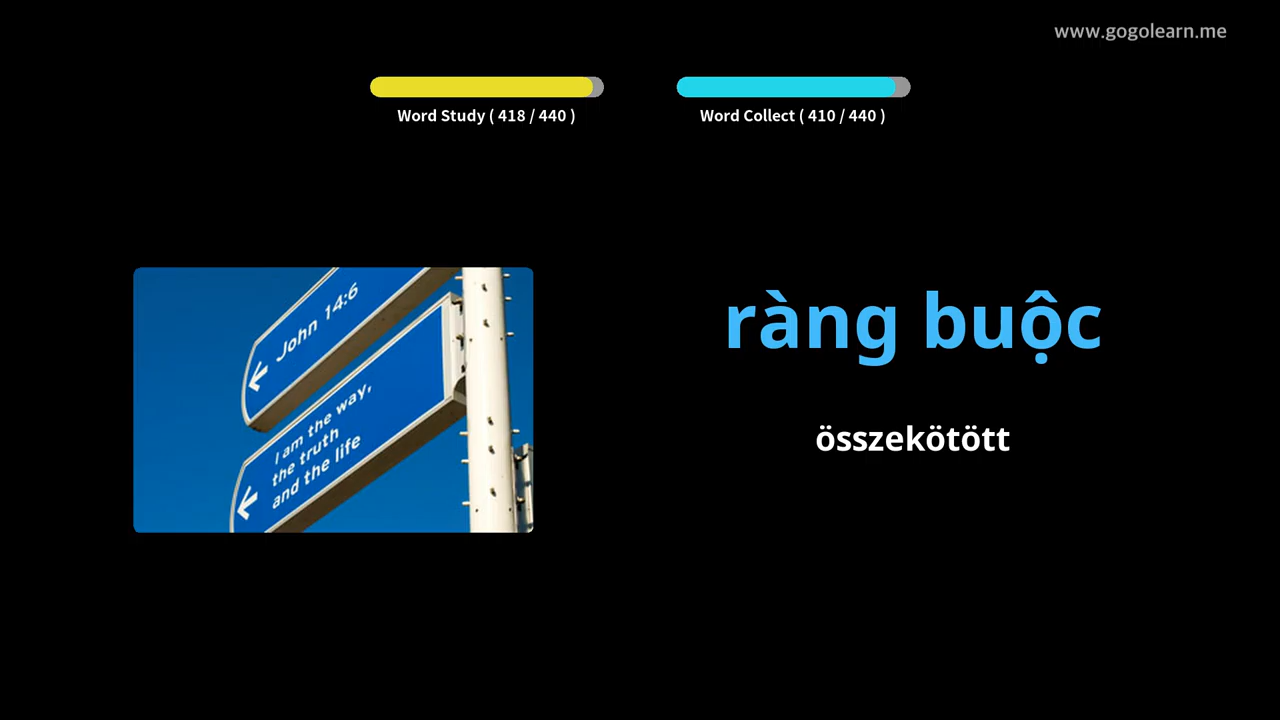 www.gogolearn.me
Word Study ( 418 / 440 )
Word Collect ( 410 / 440 )
John 14:6
I am the way,
the truth
and the life
ràng buộc
összekötött